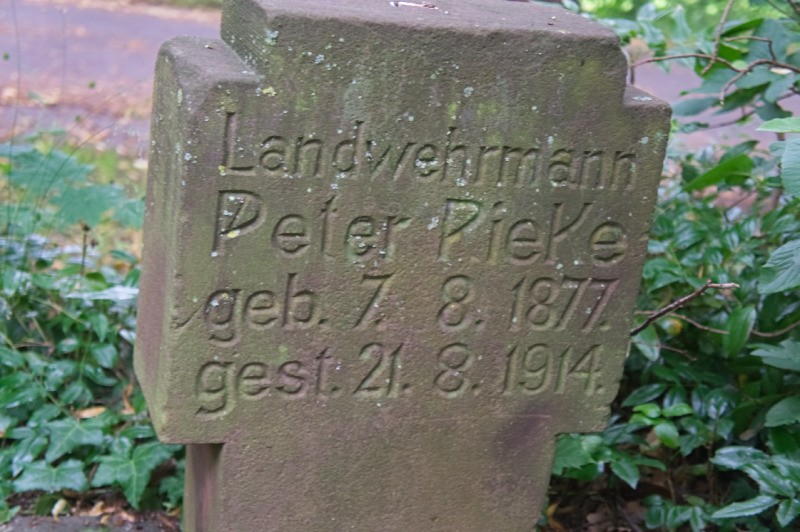 Landwehrmann
Peter Pieke
geb. 7. 8. 1877.
gest. 21. 8. 1914.